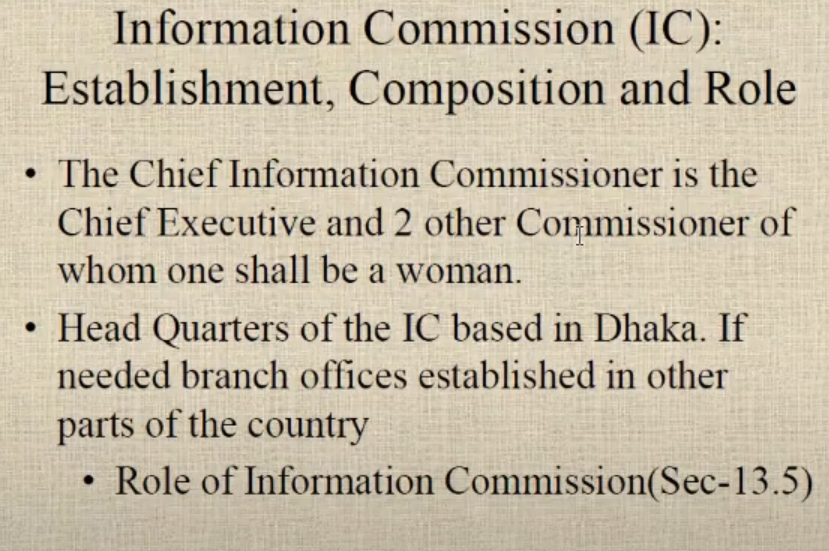 Information Commission (IC):
Establishment, Composition and Role
• The Chief Information Commissioner is the
Chief Executive and 2 other Commissioner of
whom one shall be a woman.
• Head Quarters of the IC based in Dhaka. If
needed branch offices established in other
parts of the country
• Role of Information Commission(Sec-13.5)